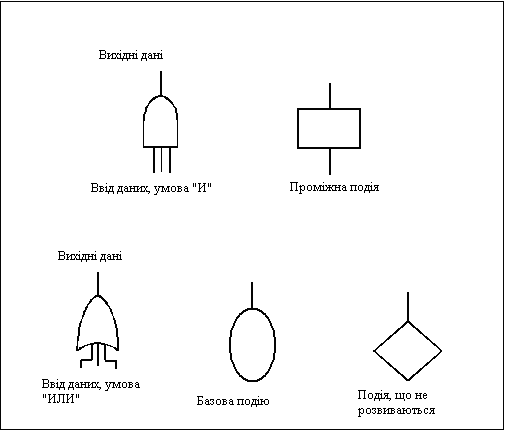 Вихідні дані
Ввід даних, умова "И"
Проміжна подія
Вихідні дані
Ввід даних, умова
"ИЛИ"
Базова подію
Подія, що не
розвиваються